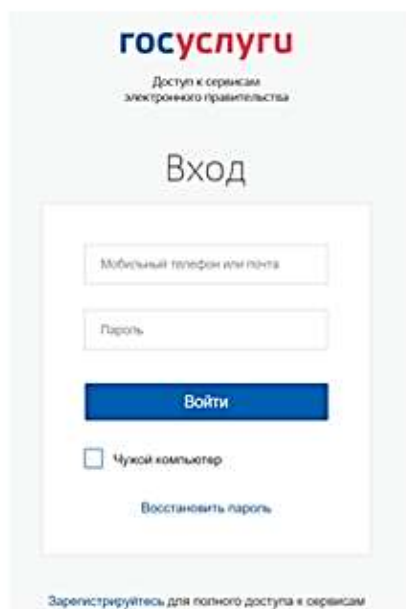 госуслуги
Доступ к сервисам
электронного правительства
Вход
Мобильный телефон или почта
Пароль
Войти
Чужой компьютер
Восстановить пароль
Зарегистрируйтесь для полного доступа к сервисам